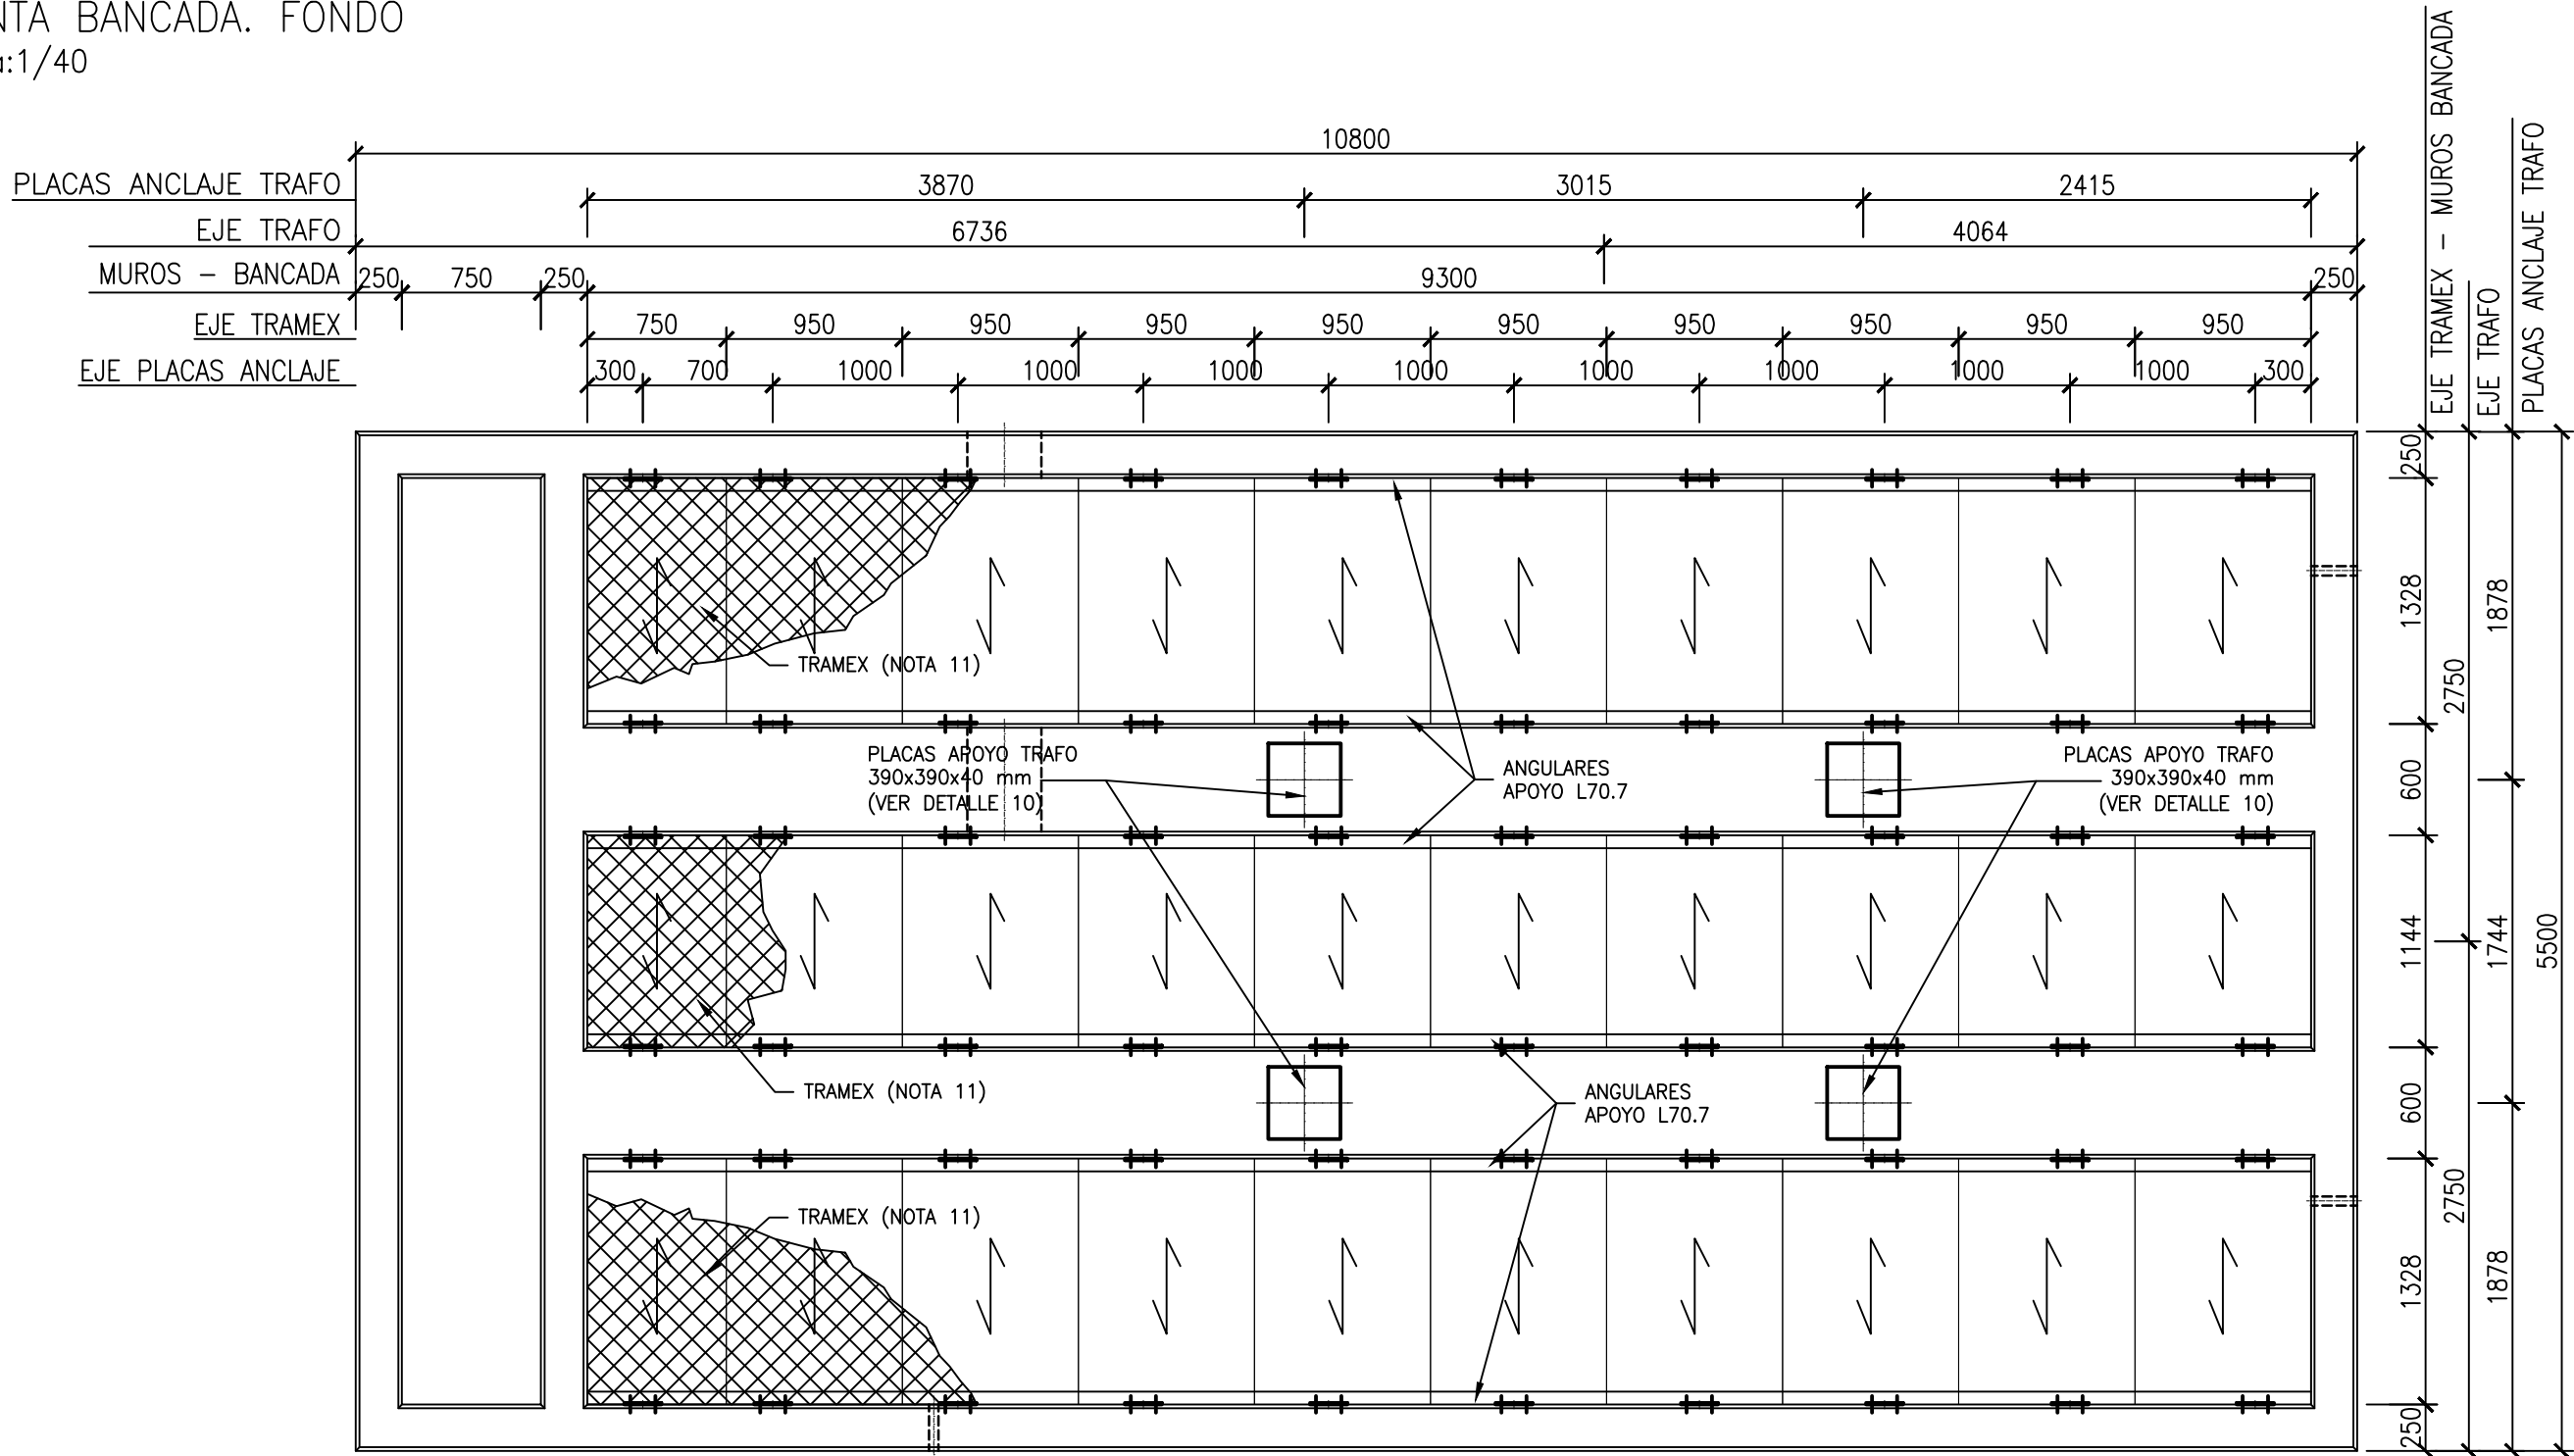 NTA BANCADA. FONDO
a:1/40
10800
PLACAS ANCLAJE TRAFO
3870
3015
2415
EJE TRAFO
6736
4064
MUROS - BANCADA
250
750
250
9300
250
EJE TRAMEX
750
950
950
950
950
950
950
950
950
950
EJE PLACAS ANCLAJE
300
700
1000
1000
1000
1000
1000
1000
1000
1000
300
EJE TRAMEX - MUROS BANCADA
EJE TRAFO
PLACAS ANCLAJE TRAFO
250
1328
600
1144
600
1328
250
2750
2750
1878
1744
1878
5500
TRAMEX (NOTA 11)
PLACAS APOYO TRAFO
390x390x40 mm
(VER DETALLE 10)
ANGULARES
APOYO L70.7
PLACAS APOYO TRAFO
390x390x40 mm
(VER DETALLE 10)
TRAMEX (NOTA 11)
ANGULARES
APOYO L70.7
TRAMEX (NOTA 11)